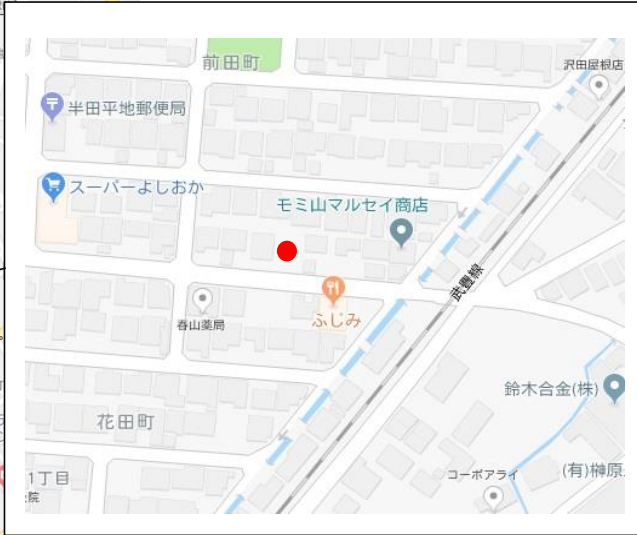 前田町
沢田屋根店
〒
半田平地郵便局
スーパーよしおか
モミ山マルセイ商店
武豊線
春山薬局
ふじみ
鈴木合金(株)
花田町
1丁目
院
コーポアライ
(有)榊原